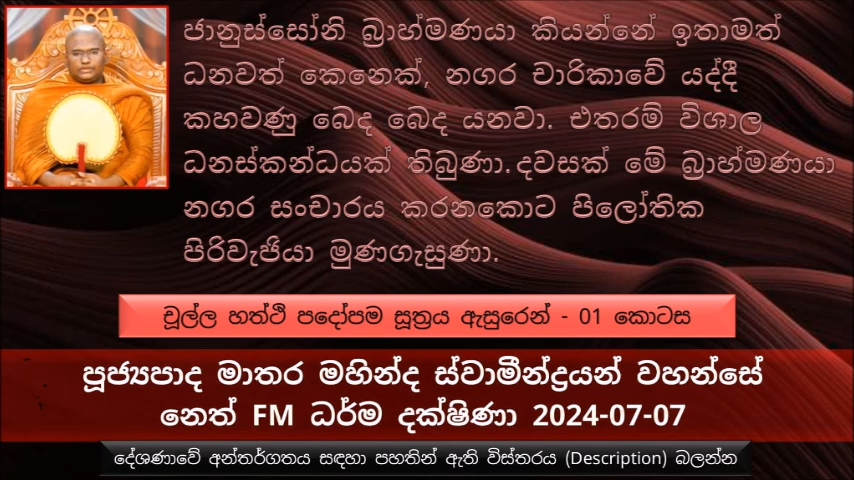 ජානුස්සෝනි බ්‍රාහ්මණයා කියන්නේ ඉතාමත්
ධනවත් කෙනෙක්, නගර චාරිකාවේ යද්දී
කහවණු බෙද බෙද යනවා. එතරම් විශාල
ධනස්කන්ධයක් තිබුණා.දවසක් මේ බ්‍රාහ්මණයා
නගර සංචාරය කරනකොට පිලෝතික
පිරිවැජියා මුණගැසුණා.
චූල්ල හත්ථි පදෝපම සූත්‍රය ඇසුරෙන් - 01 කොටස
පූජ්‍යපාද මාතර මහින්ද ස්වාමීන්ද්‍රයන් වහන්සේ
නෙත් FM ධර්ම දක්ෂිණා 2024-07-07
දේශණාවේ අන්තර්ගතය සඳහා පහතින් ඇති විස්තරය (Description) බලන්න